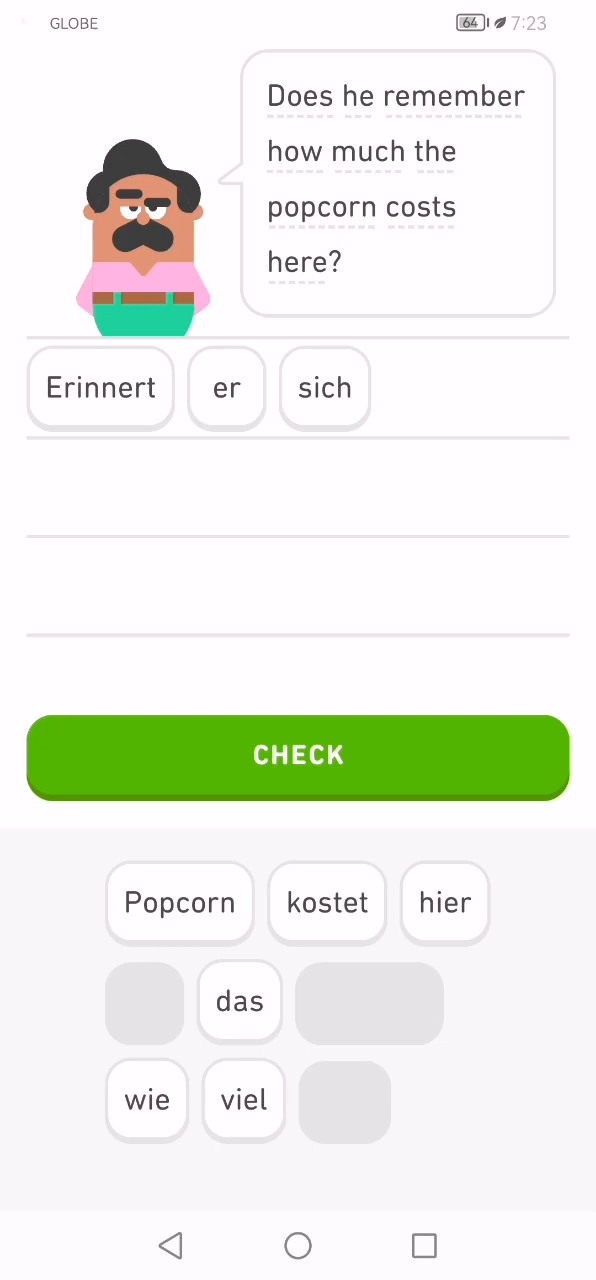 GLOBE 64 7:23
Does he remember
how much the
popcorn costs
here?
Erinnert er sich
CHECK
Popcorn kostet hier
das
wie viel